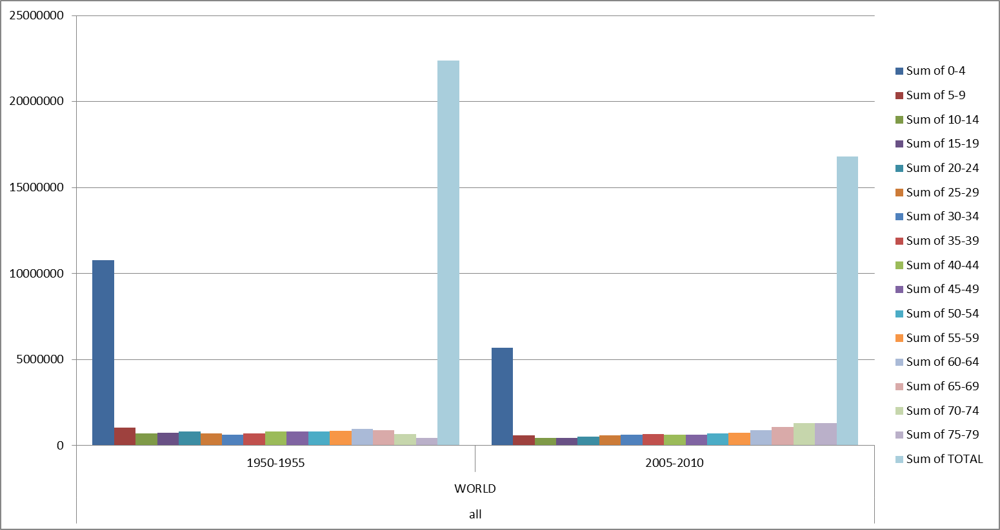 25000000
20000000
15000000
10000000
5000000
0
1950-1955
2005-2010
WORLD
all
Sum of 0-4
Sum of 5-9
Sum of 10-14
Sum of 15-19
Sum of 20-24
Sum of 25-29
Sum of 30-34
Sum of 35-39
Sum of 40-44
Sum of 45-49
Sum of 50-54
Sum of 55-59
Sum of 60-64
Sum of 65-69
Sum of 70-74
Sum of 75-79
Sum of TOTAL